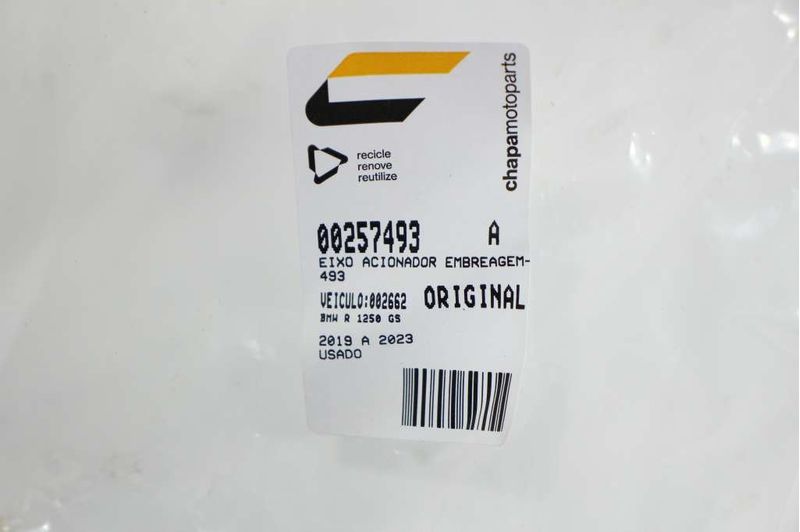 chapamotoparts
recicle
renove
reutilize
00257493 A
EIXO ACIONADOR EMBREAGEM-
493
VEICULO:002662 ORIGINAL
BMW R 1250 GS
2019 A 2023
USADO